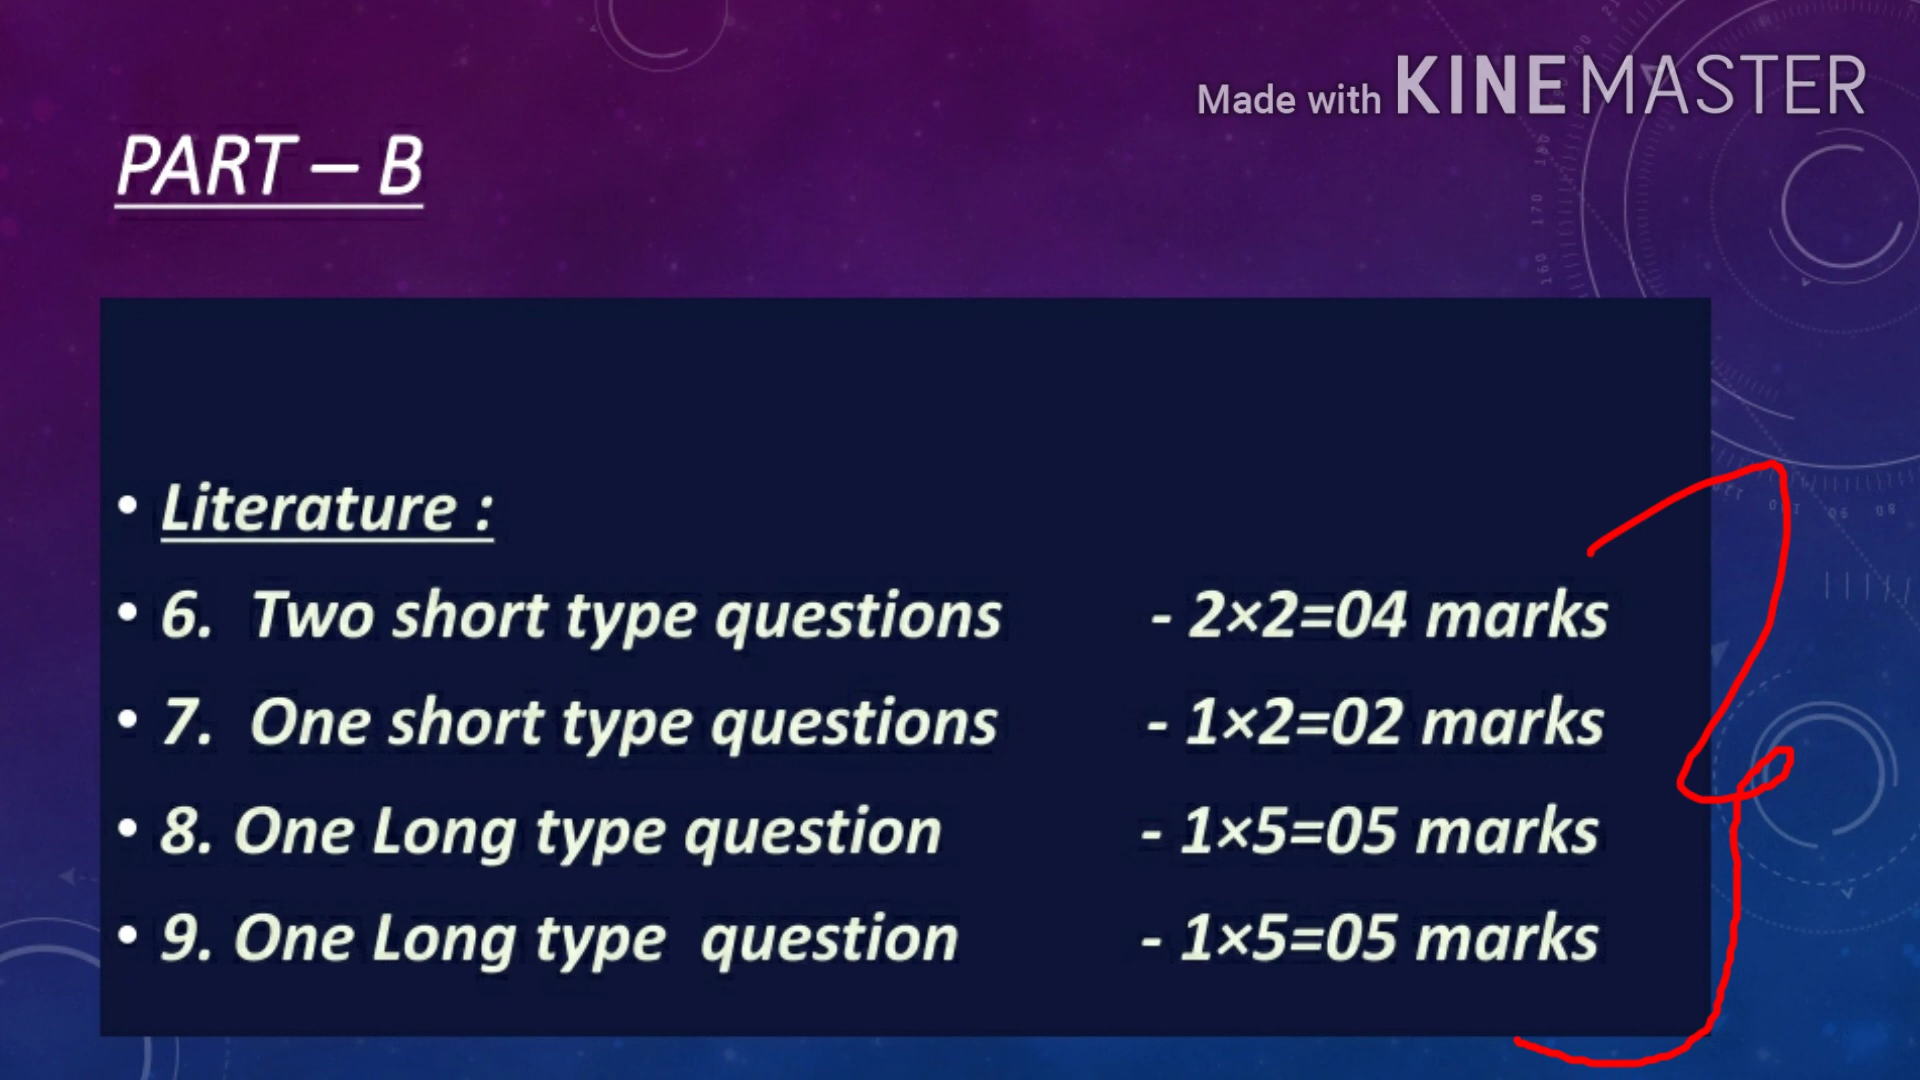 Made with KINEMASTER
PART – B
• Literature :
• 6. Two short type questions - 2×2=04 marks
• 7. One short type questions - 1×2=02 marks
• 8. One Long type question - 1×5=05 marks
• 9. One Long type question - 1×5=05 marks